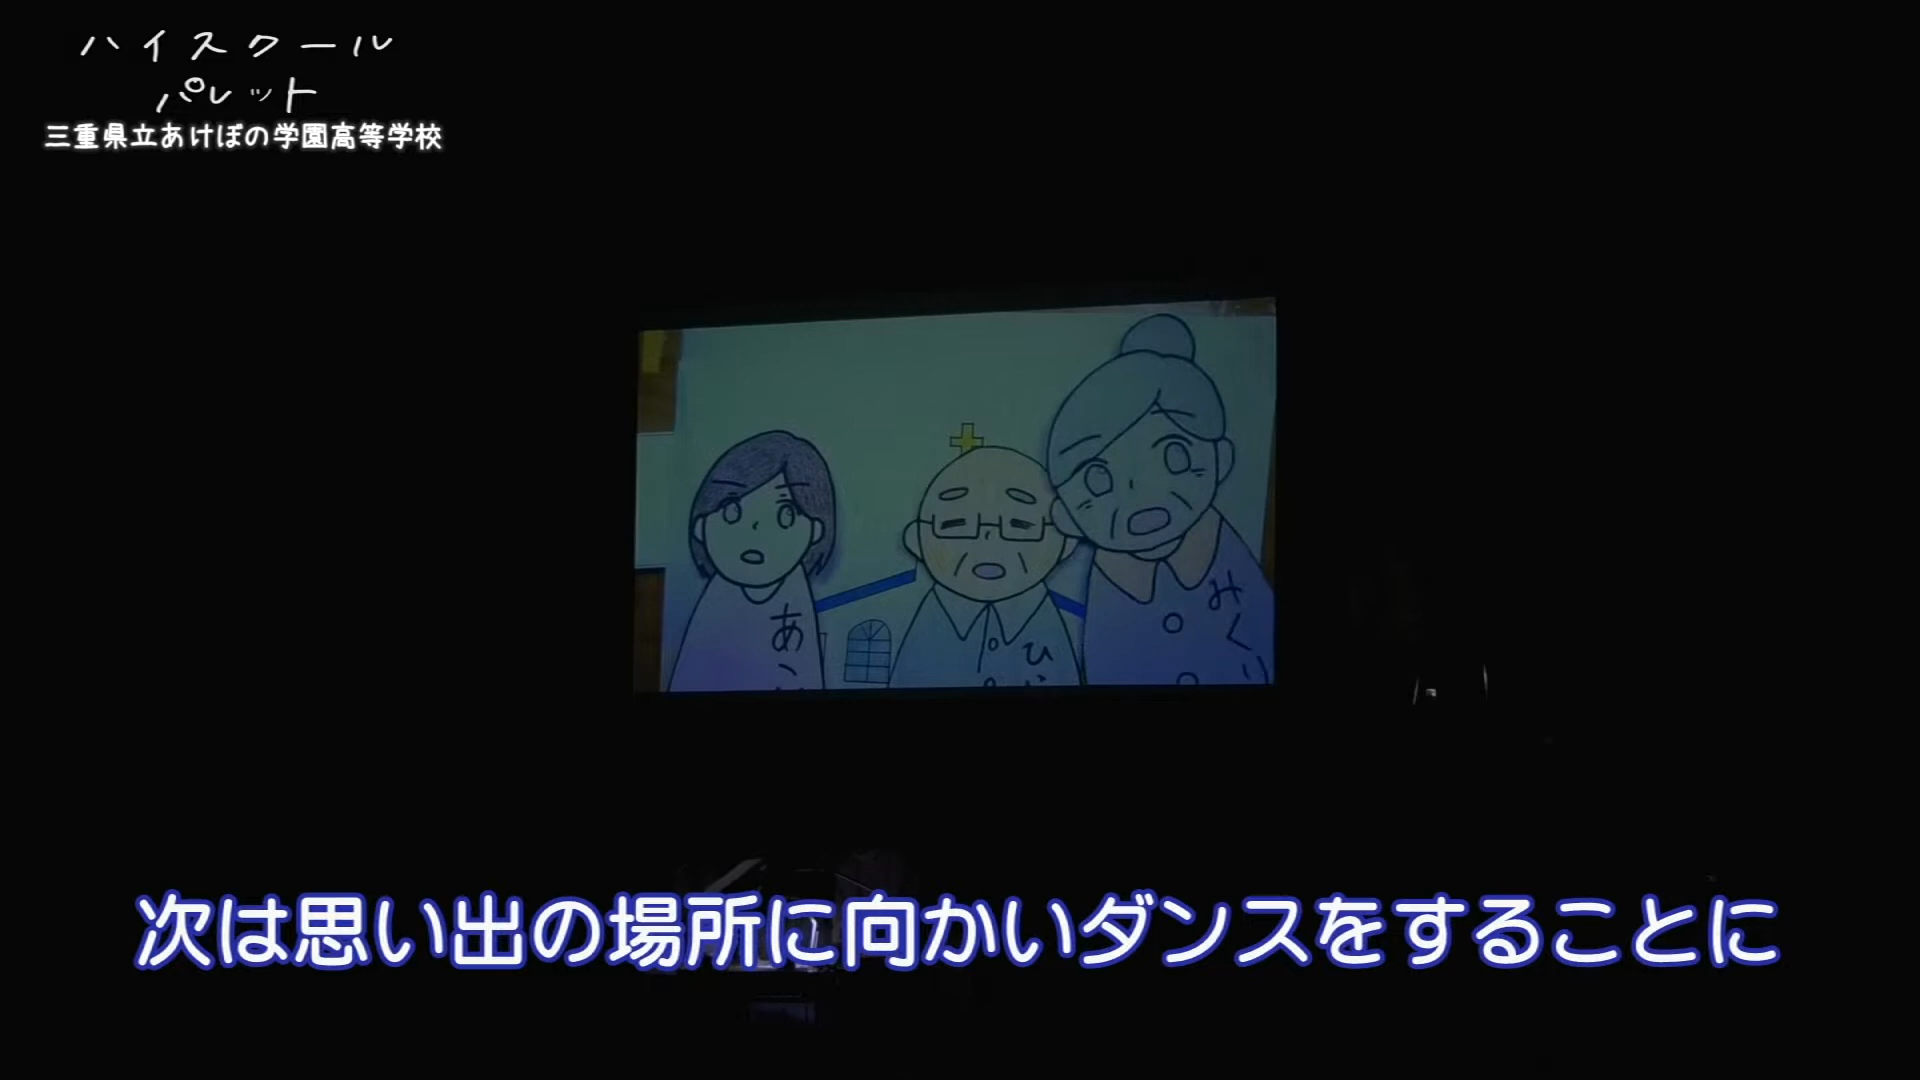 ハイスクール
パレット
三重県立あけぼの学園高等学校
みく
次は思い出の場所に向かいダンスをすることに